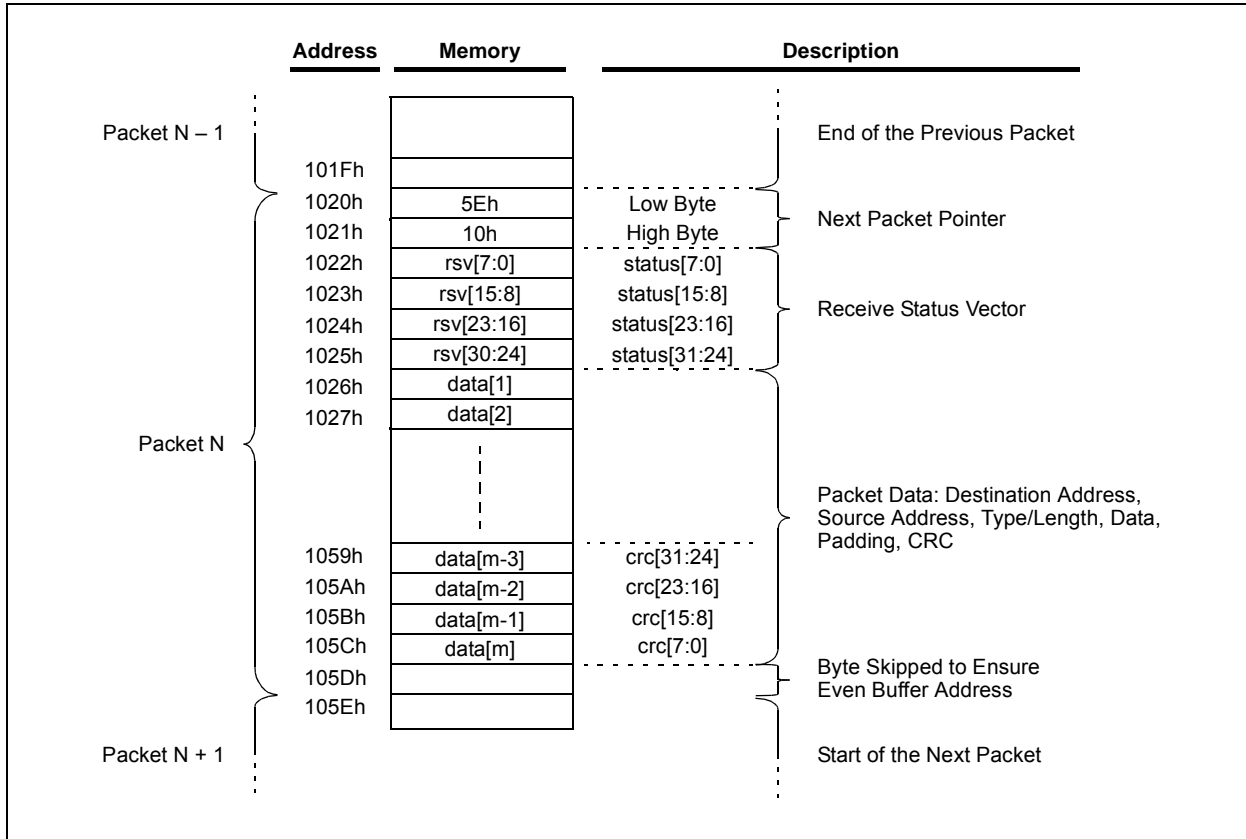 Address Memory Description
Packet N – 1 End of the Previous Packet
101Fh
1020h 5Eh Low Byte
1021h 10h High Byte
Next Packet Pointer
1022h rsv[7:0] status[7:0]
1023h rsv[15:8] status[15:8]
1024h rsv[23:16] status[23:16]
1025h rsv[30:24] status[31:24]
Receive Status Vector
1026h data[1]
1027h data[2]
Packet N
Packet Data: Destination Address,
Source Address, Type/Length, Data,
Padding, CRC
1059h data[m-3] crc[31:24]
105Ah data[m-2] crc[23:16]
105Bh data[m-1] crc[15:8]
105Ch data[m] crc[7:0]
105Dh
Byte Skipped to Ensure
Even Buffer Address
105Eh
Packet N + 1 Start of the Next Packet